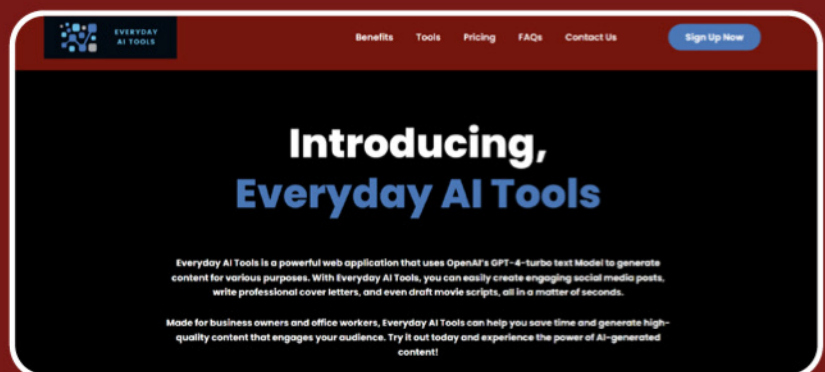 EVERYDAY
AI TOOLS
Benefits Tools Pricing FAQs Contact Us Sign Up Now
Introducing,
Everyday AI Tools
Everyday AI Tools is a powerful web application that uses OpenAI's GPT-4-turbo text Model to generate
content for various purposes. With Everyday AI Tools, you can easily create engaging social media posts,
write professional cover letters, and even draft movie scripts, all in a matter of seconds.
Made for business owners and office workers, Everyday AI Tools can help you save time and generate high-
quality content that engages your audience. Try it out today and experience the power of AI-generated
content!